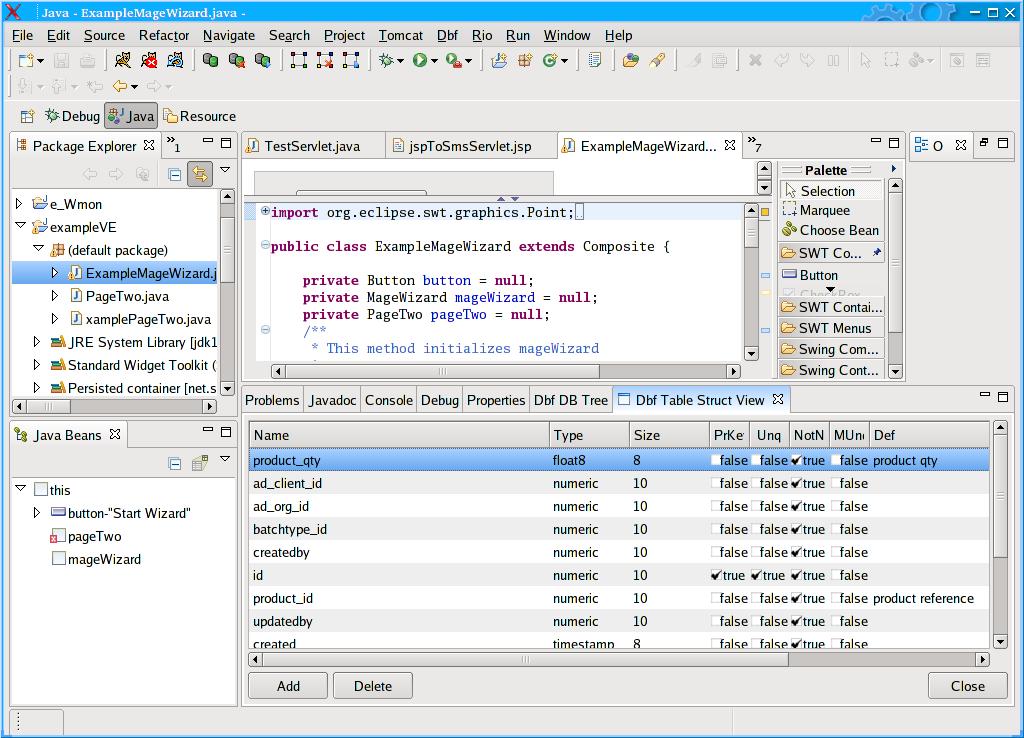 Java - ExampleMageWizard.java -
File Edit Source Refactor Navigate Search Project Tomcat Dbf Rio Run Window Help
Debug Java Resource
Package Explorer 1
e_Wmon
exampleVE
(default package)
ExampleMageWizard.j
PageTwo.java
xamplePageTwo.java
JRE System Library [jdk1
Standard Widget Toolkit (
Persisted container [net.s
Java Beans
this
button-"Start Wizard"
pageTwo
mageWizard
TestServlet.java jspToSmsServlet.jsp ExampleMageWizard... 7
import org.eclipse.swt.graphics.Point;
public class ExampleMageWizard extends Composite {
private Button button = null;
private MageWizard mageWizard = null;
private PageTwo pageTwo = null;
/**
* This method initializes mageWizard
Palette
Selection
Marquee
Choose Bean
SWT Co...
Button
CheckBox
SWT Contai...
SWT Menus
Swing Com...
Swing Cont...
O
Problems Javadoc Console Debug Properties Dbf DB Tree Dbf Table Struct View
Name Type Size PrKe Unq NotN MUn Def
product_qty float8 8 false false true false product qty
ad_client_id numeric 10 false false true false
ad_org_id numeric 10 false false true false
batchtype_id numeric 10 false false true false
createdby numeric 10 false false true false
id numeric 10 true true true false
product_id numeric 10 false false true false product reference
updatedby numeric 10 false false true false
created timestamp 8 false false true false
Add Delete Close